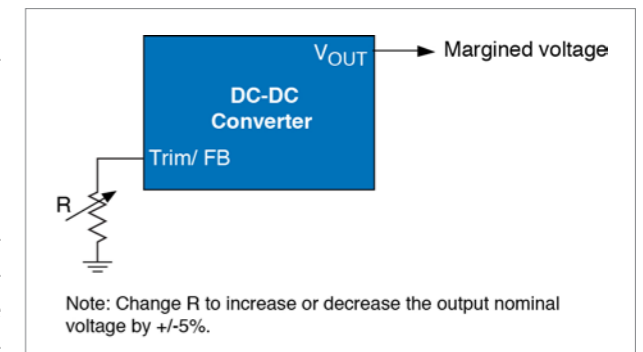 V_OUT
Margined voltage
DC-DC
Converter
Trim/ FB
R
Note: Change R to increase or decrease the output nominal
voltage by +/-5%.